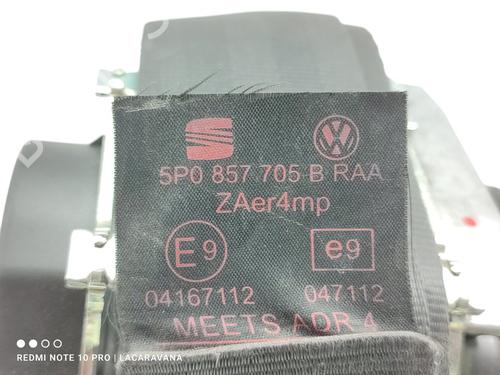 5P0 857 705 B RAA
ZAer4mp
E9 e9
04167112 047112
MEETS ADR 4
REDMI NOTE 10 PRO | LACARAVANA